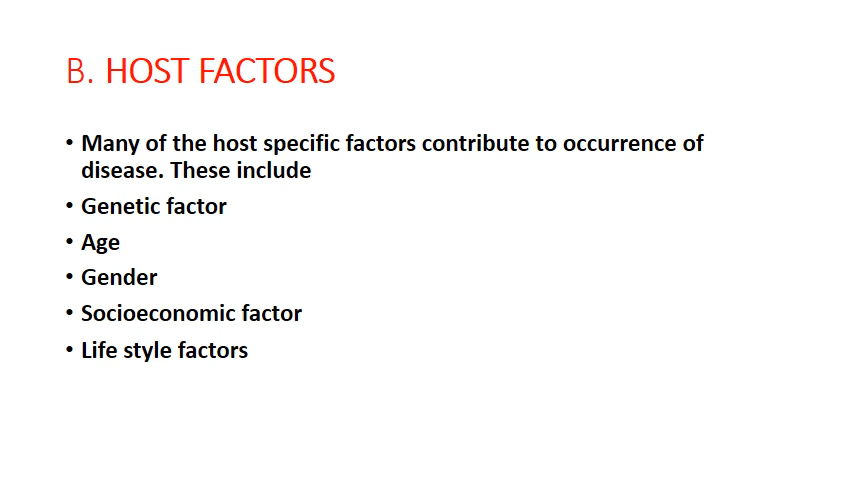 B. HOST FACTORS
• Many of the host specific factors contribute to occurrence of
disease. These include
• Genetic factor
• Age
• Gender
• Socioeconomic factor
• Life style factors